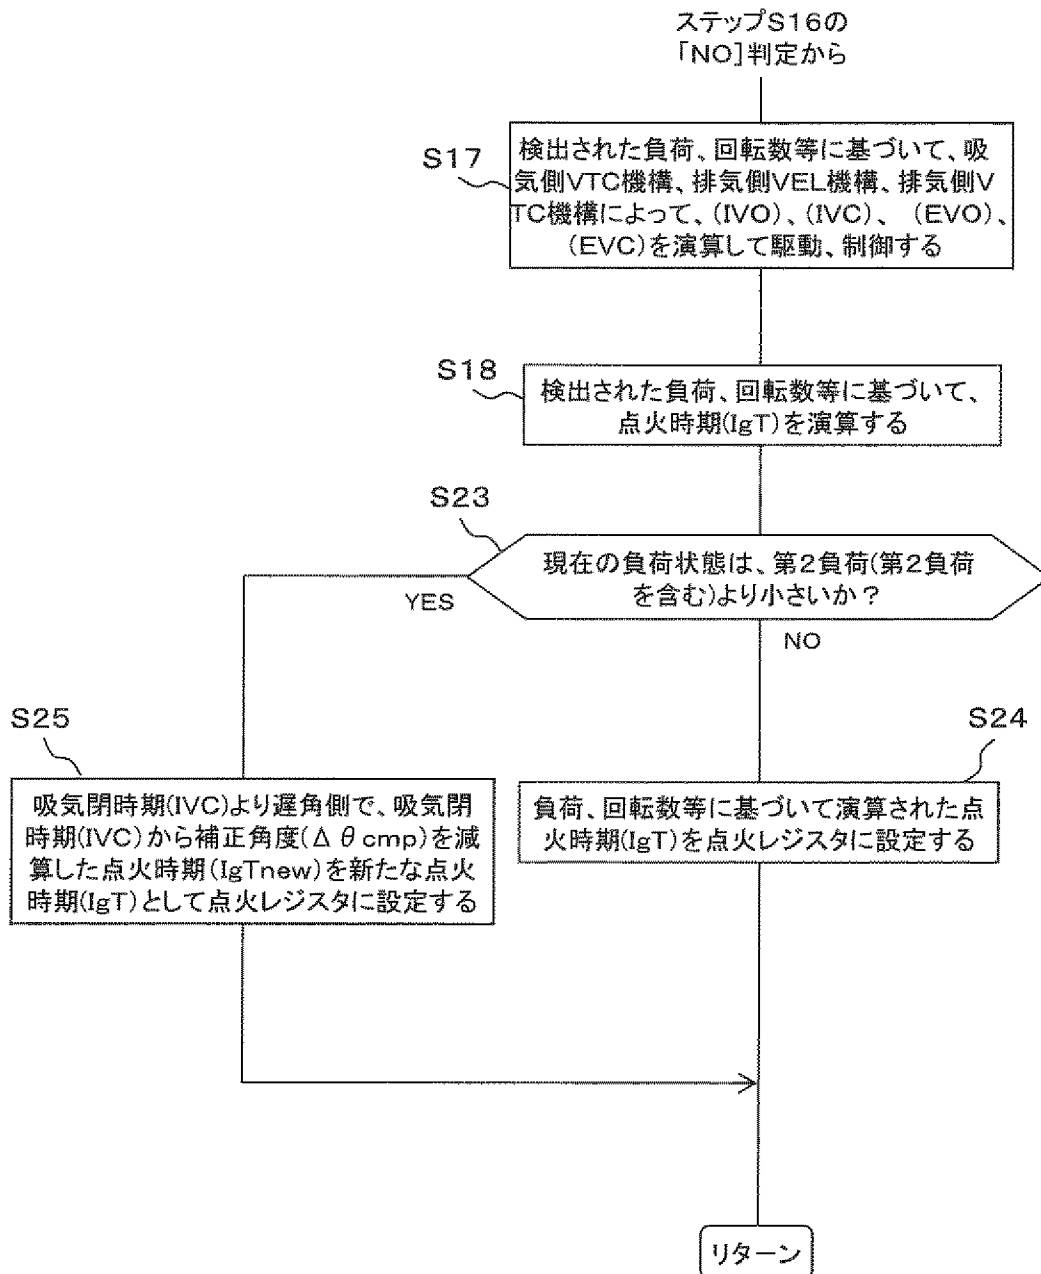 ステップS16の
「NO]判定から
S17
検出された負荷、回転数等に基づいて、吸
気側VTC機構、排気側VEL機構、排気側V
TC機構によって、(IVO)、(IVC)、(EVO)、
(EVC)を演算して駆動、制御する
S18
検出された負荷、回転数等に基づいて、
点火時期(IgT)を演算する
S23
現在の負荷状態は、第2負荷(第2負荷
を含む)より小さいか？
YES
NO
S25
吸気閉時期(IVC)より遅角側で、吸気閉
時期(IVC)から補正角度(Δθcmp)を減
算した点火時期(IgTnew)を新たな点火
時期(IgT)として点火レジスタに設定する
S24
負荷、回転数等に基づいて演算された点
火時期(IgT)を点火レジスタに設定する
リターン